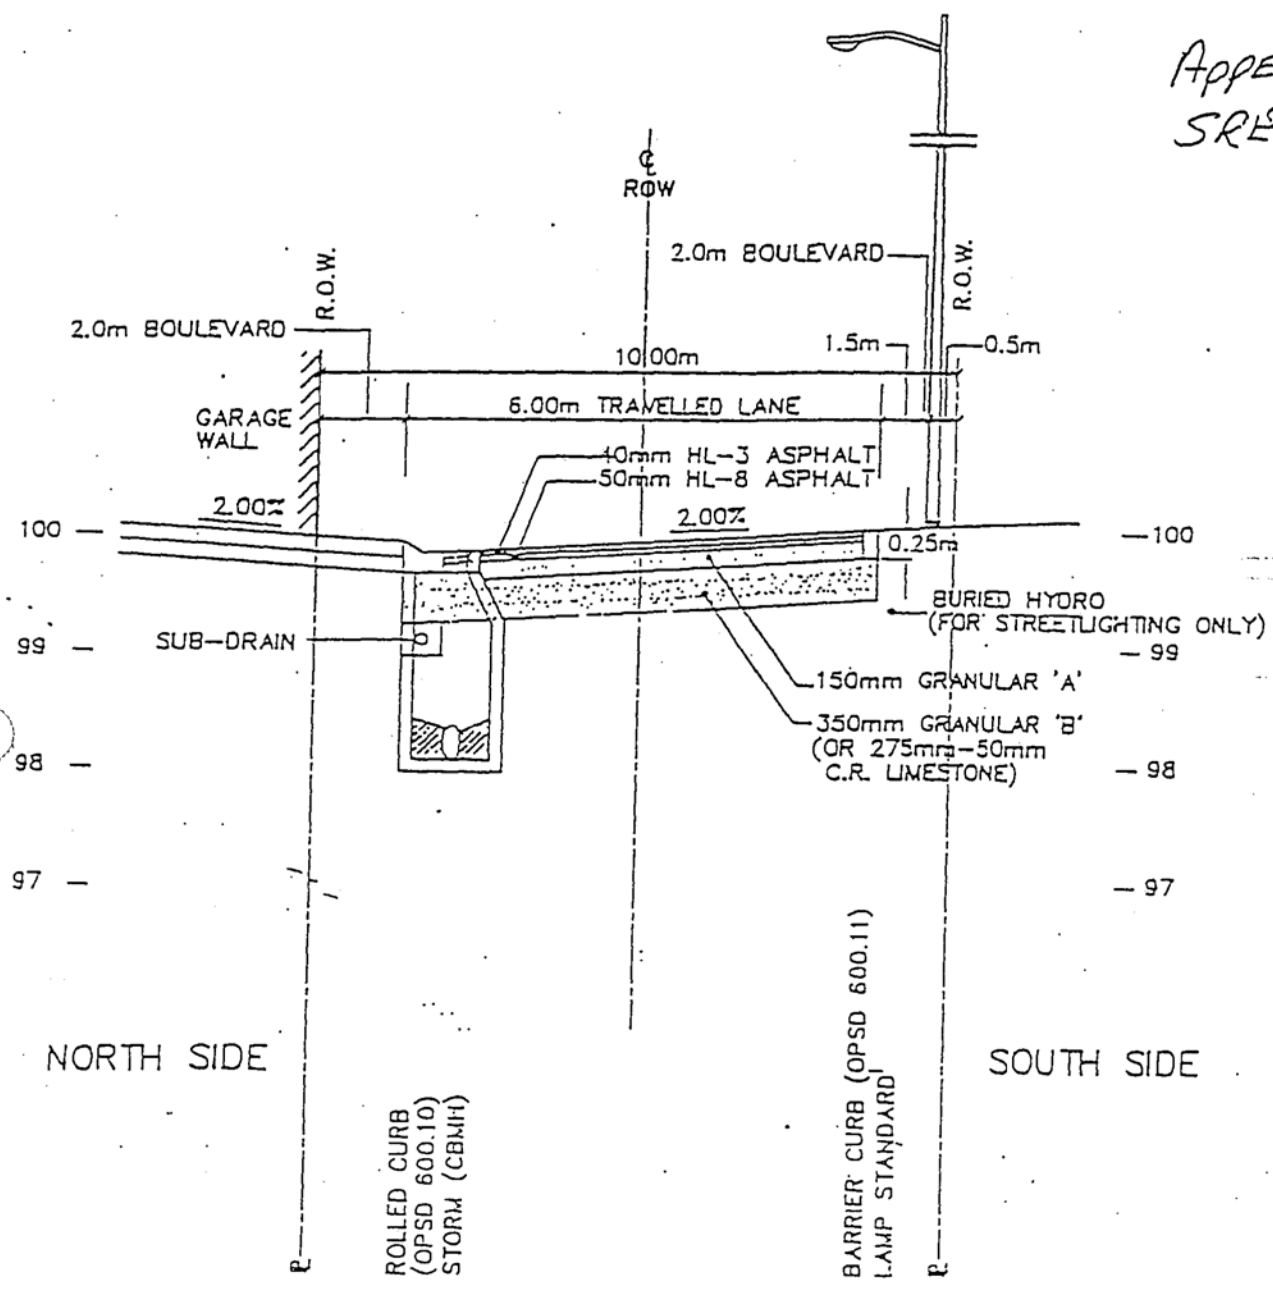 ℄
ROW
2.0m BOULEVARD
R.O.W.
R.O.W.
2.0m BOULEVARD
1.5m
0.5m
10.00m
GARAGE
WALL
6.00m TRAVELLED LANE
40mm HL-3 ASPHALT
50mm HL-8 ASPHALT
2.00%
2.00%
100
100
0.25m
BURIED HYDRO
(FOR STREETLIGHTING ONLY)
SUB-DRAIN
99
99
150mm GRANULAR 'A'
350mm GRANULAR 'B'
(OR 275mm-50mm
C.R. LIMESTONE)
98
98
97
97
NORTH SIDE
SOUTH SIDE
ROLLED CURB
(OPSD 600.10)
STORM (CBMH)
BARRIER CURB (OPSD 600.11)
LAMP STANDARD